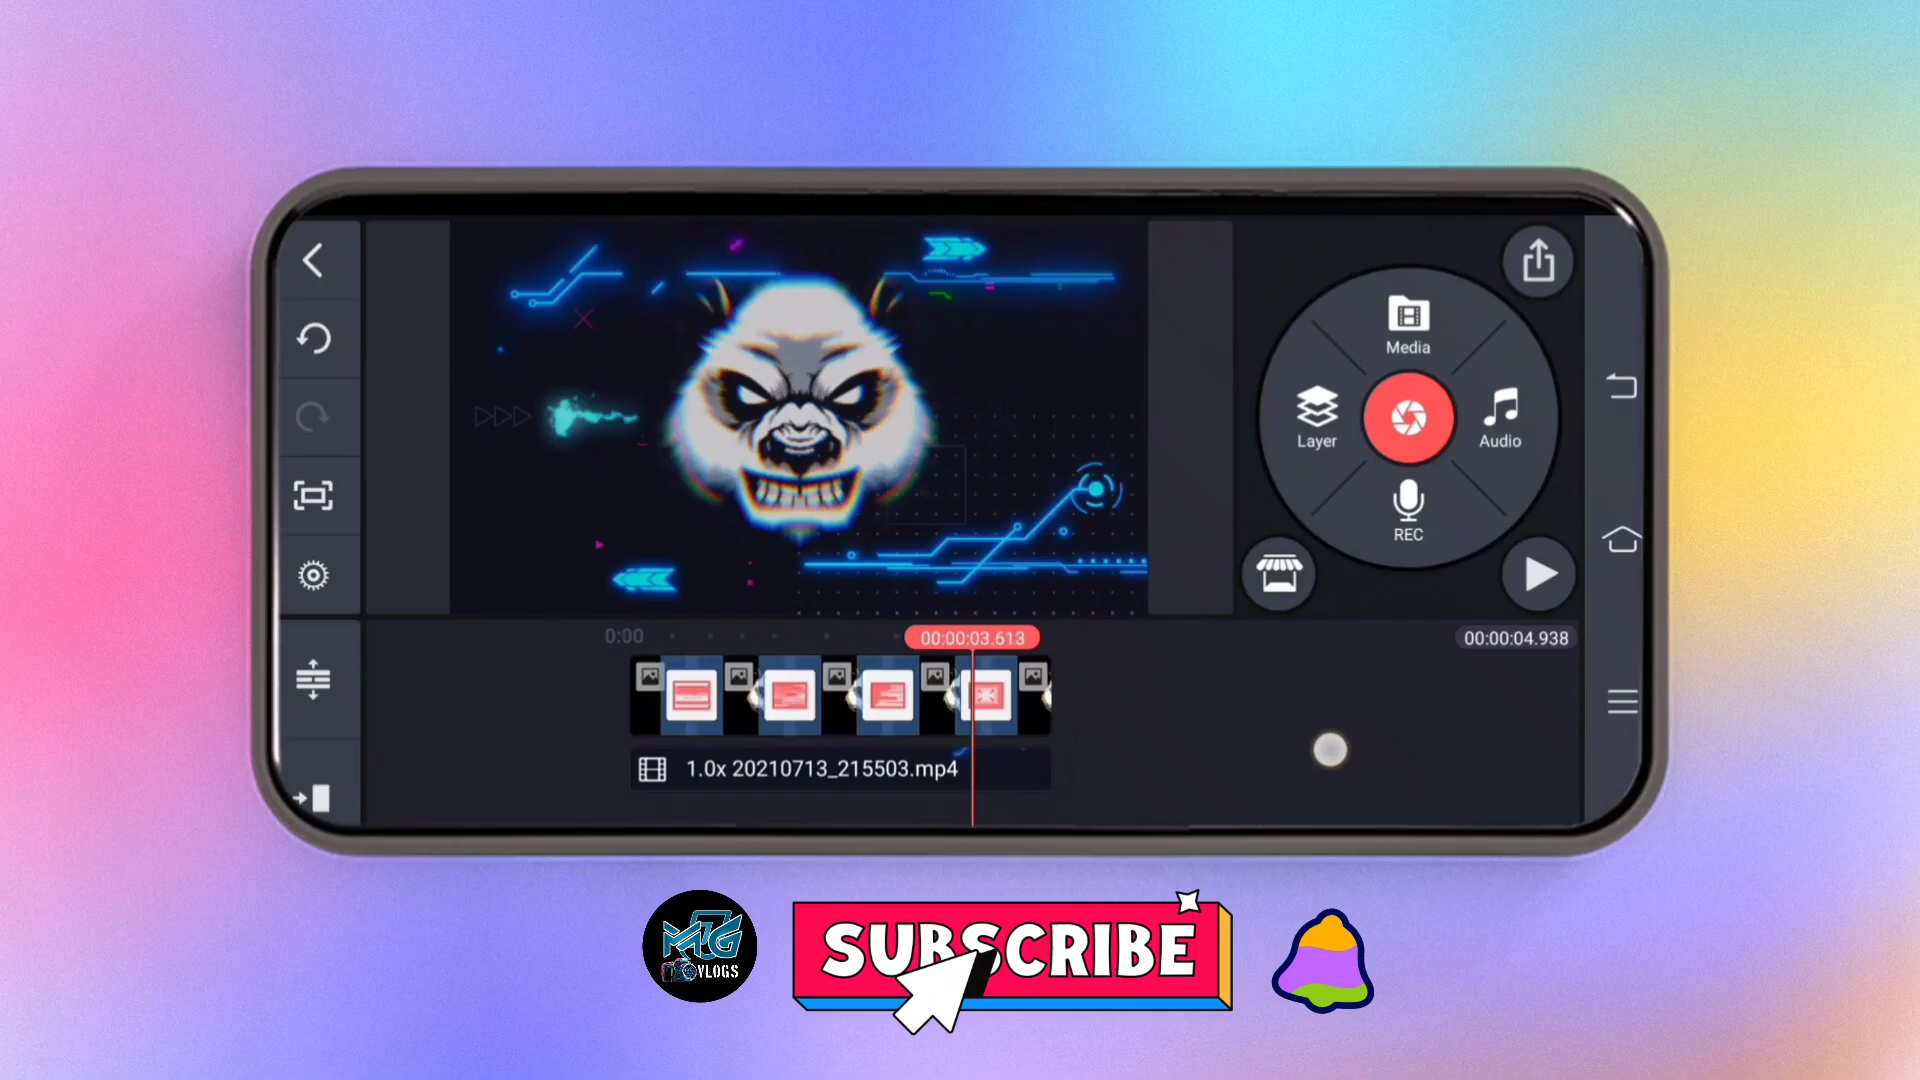 Media
Layer
Audio
REC
0:00
00:00:03.613
00:00:04.938
1.0x 20210713_215503.mp4
MJG
VLOGS
SUBSCRIBE